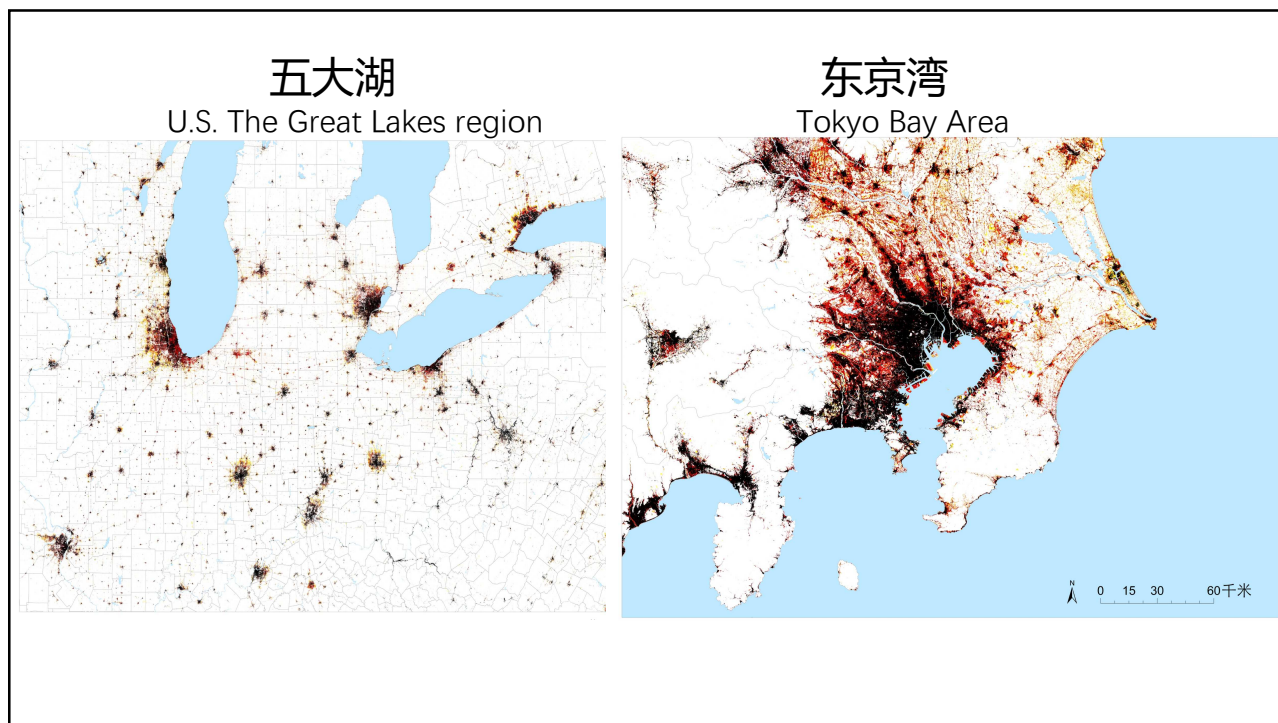 五大湖
U.S. The Great Lakes region
东京湾
Tokyo Bay Area
N
0 15 30 60千米